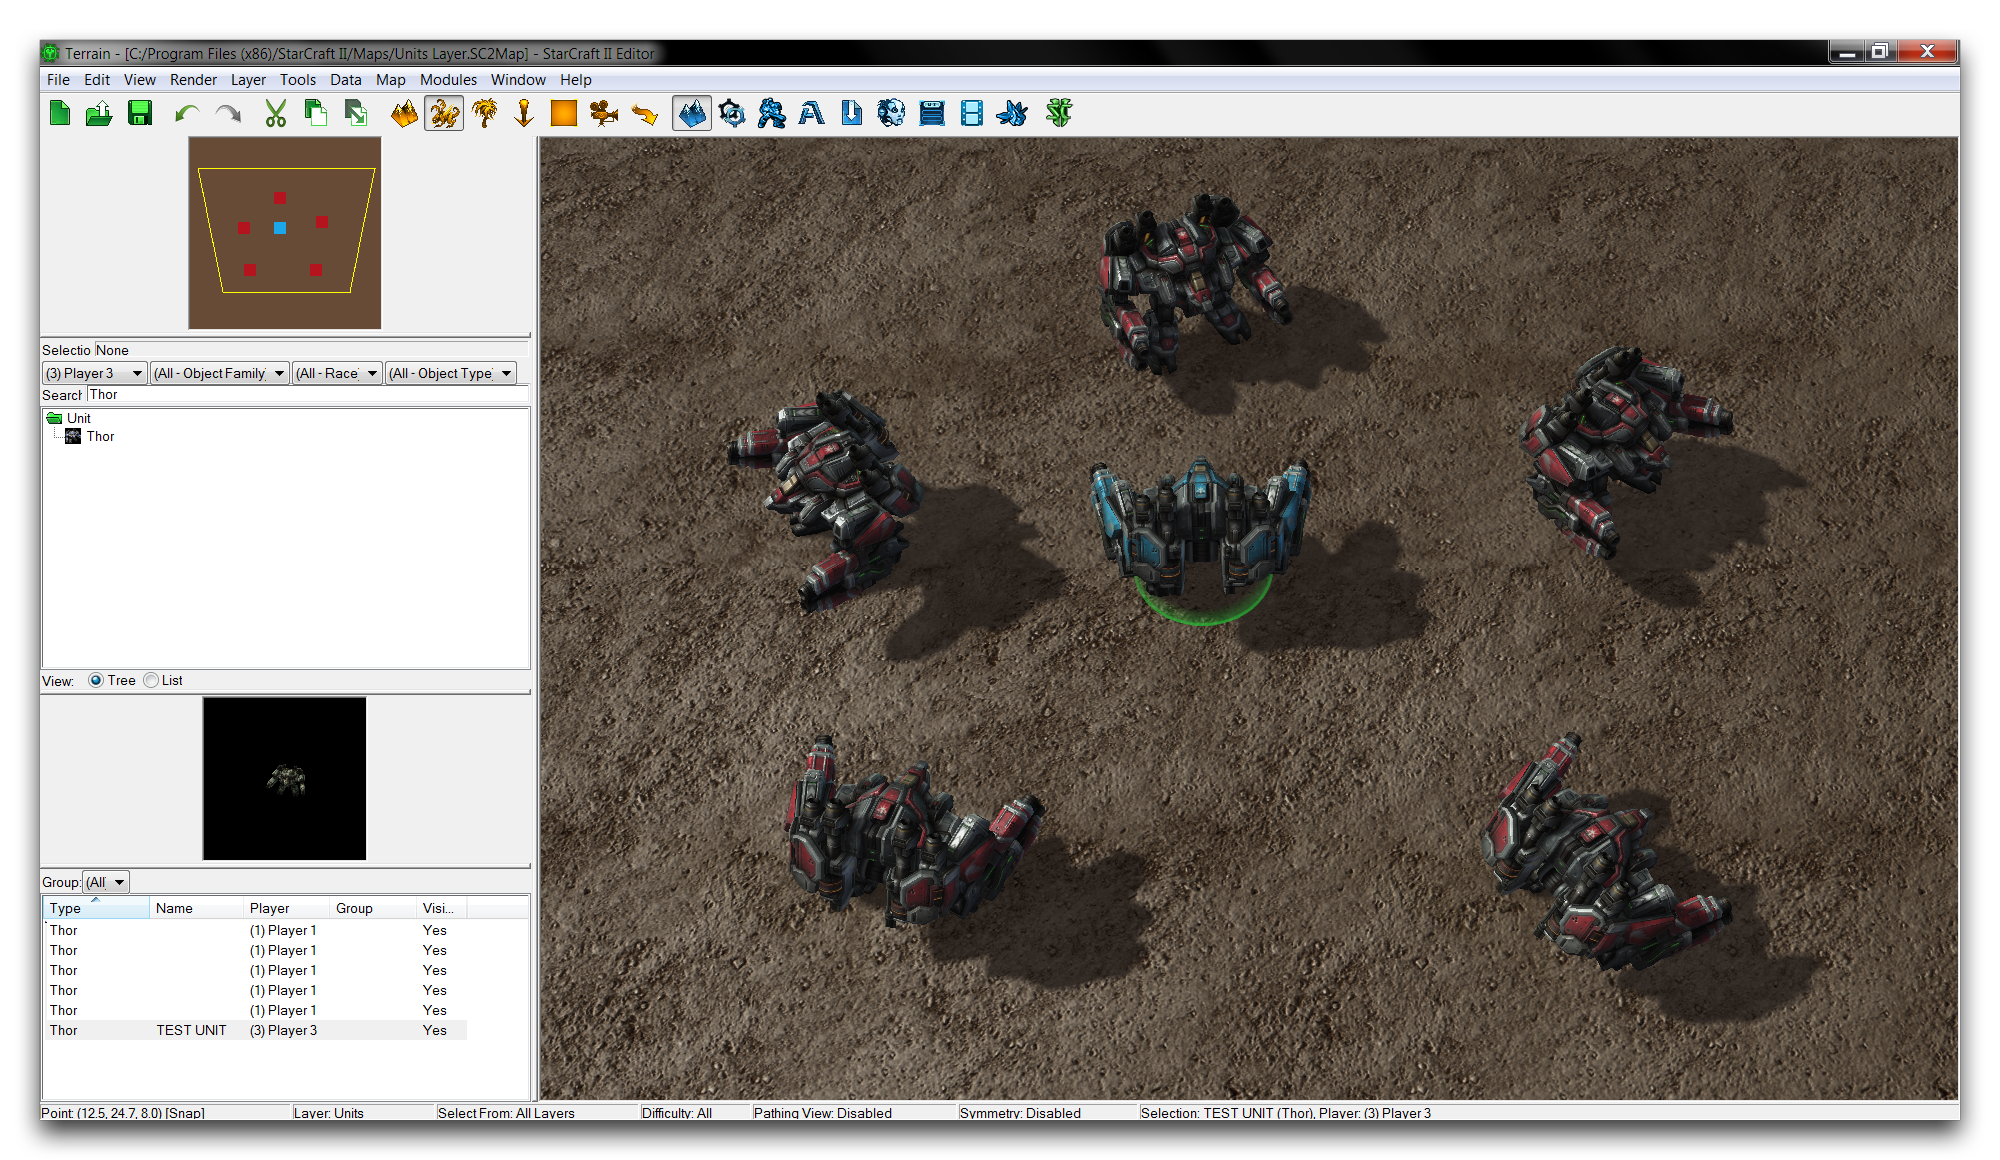 Terrain - [C:/Program Files (x86)/StarCraft II/Maps/Units Layer.SC2Map] - StarCraft II Editor
File Edit View Render Layer Tools Data Map Modules Window Help
Selectio None
(3) Player 3 (All - Object Family (All - Race (All - Object Type
Search Thor
Unit
Thor
View: Tree List
Group: (All
Type Name Player Group Visi...
Thor (1) Player 1 Yes
Thor (1) Player 1 Yes
Thor (1) Player 1 Yes
Thor (1) Player 1 Yes
Thor (1) Player 1 Yes
Thor TEST UNIT (3) Player 3 Yes
Point: (12.5, 24.7, 8.0) [Snap] Layer: Units Select From: All Layers Difficulty: All Pathing View: Disabled Symmetry: Disabled Selection: TEST UNIT (Thor), Player: (3) Player 3